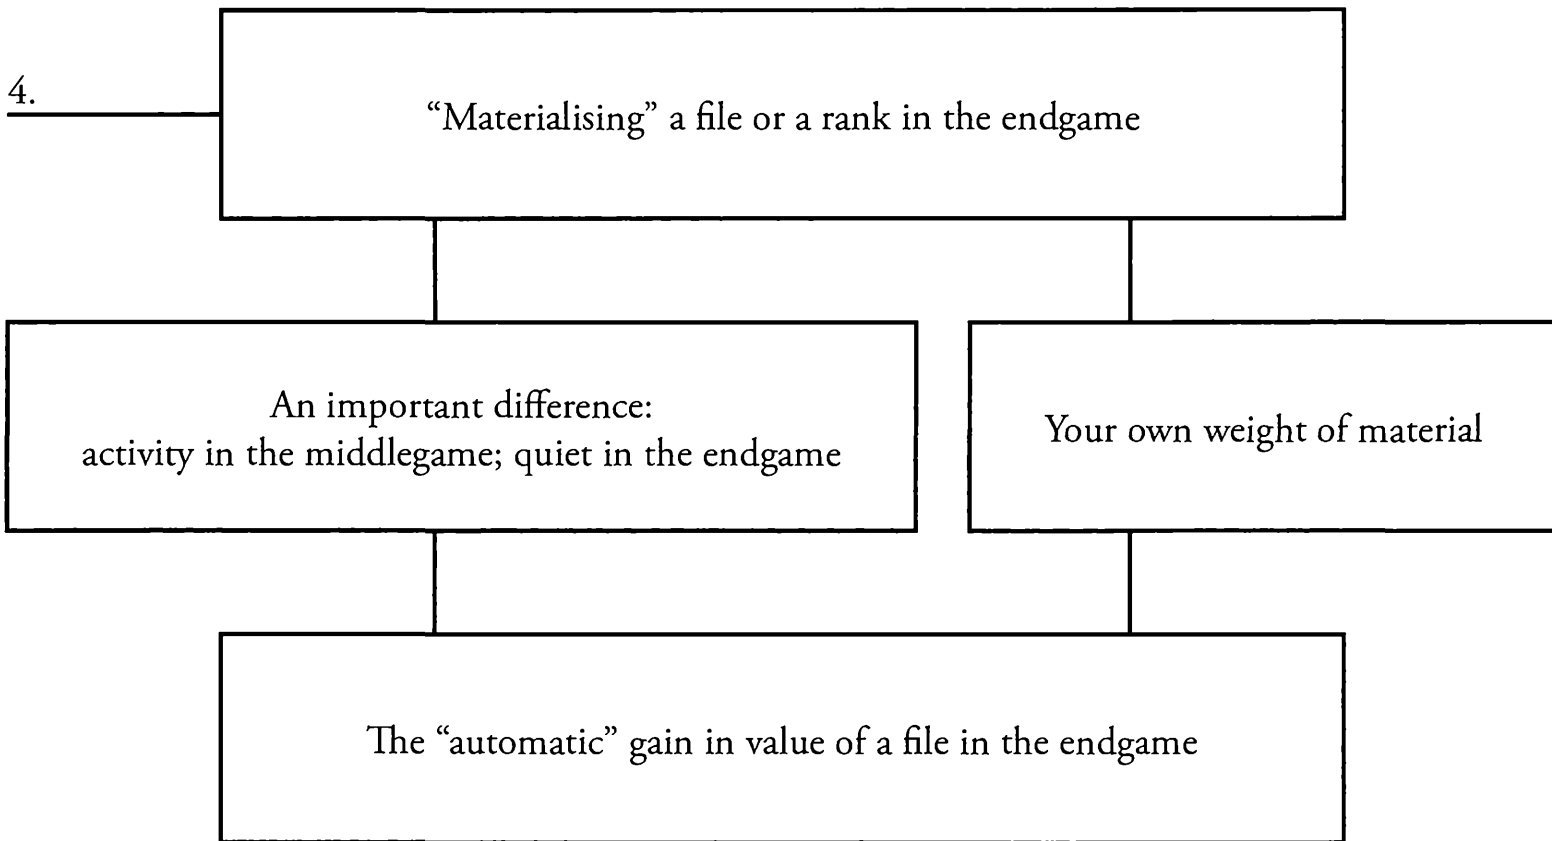 4.
“Materialising” a file or a rank in the endgame
An important difference:
activity in the middlegame; quiet in the endgame
Your own weight of material
The “automatic” gain in value of a file in the endgame